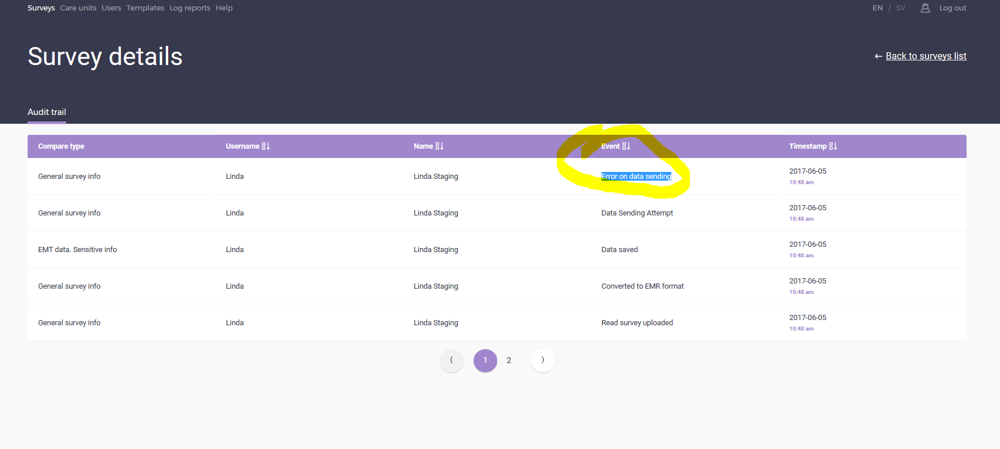 Surveys Care units Users Templates Log reports Help EN / SV Log out
Survey details
← Back to surveys list
Audit trail
Compare type Username Name Event Timestamp
General survey info Linda Linda Staging Error on data sending 2017-06-05
10:48 am
General survey info Linda Linda Staging Data Sending Attempt 2017-06-05
10:48 am
EMT data. Sensitive info Linda Linda Staging Data saved 2017-06-05
10:48 am
General survey info Linda Linda Staging Converted to EMR format 2017-06-05
10:48 am
General survey info Linda Linda Staging Read survey uploaded 2017-06-05
10:48 am
⟨ 1 2 ⟩